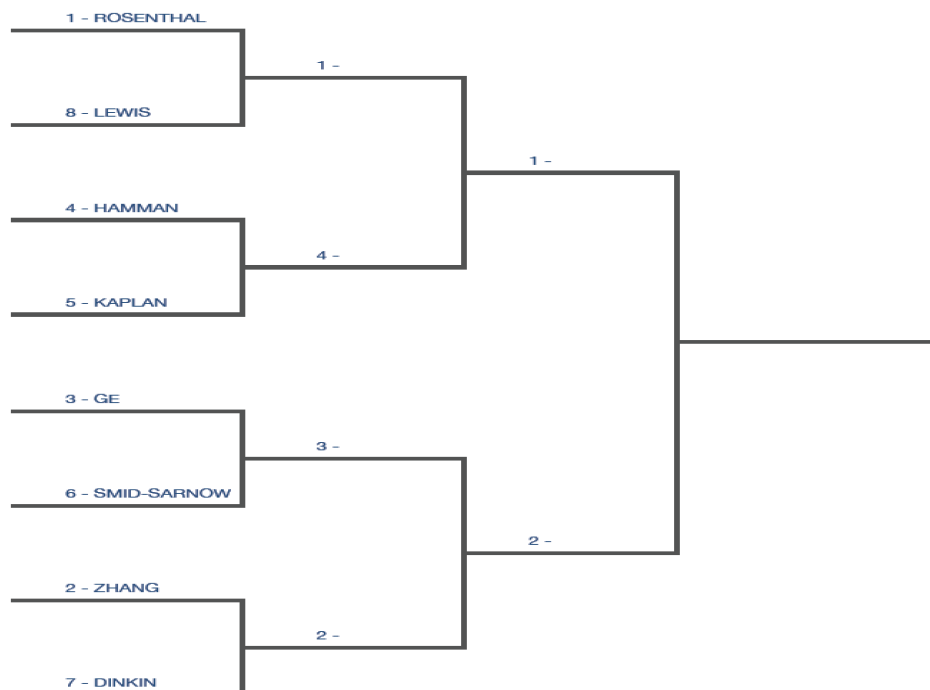 1 - ROSENTHAL
1 -
8 - LEWIS
1 -
4 - HAMMAN
4 -
5 - KAPLAN
3 - GE
3 -
6 - SMID-SARNOW
2 -
2 - ZHANG
2 -
7 - DINKIN